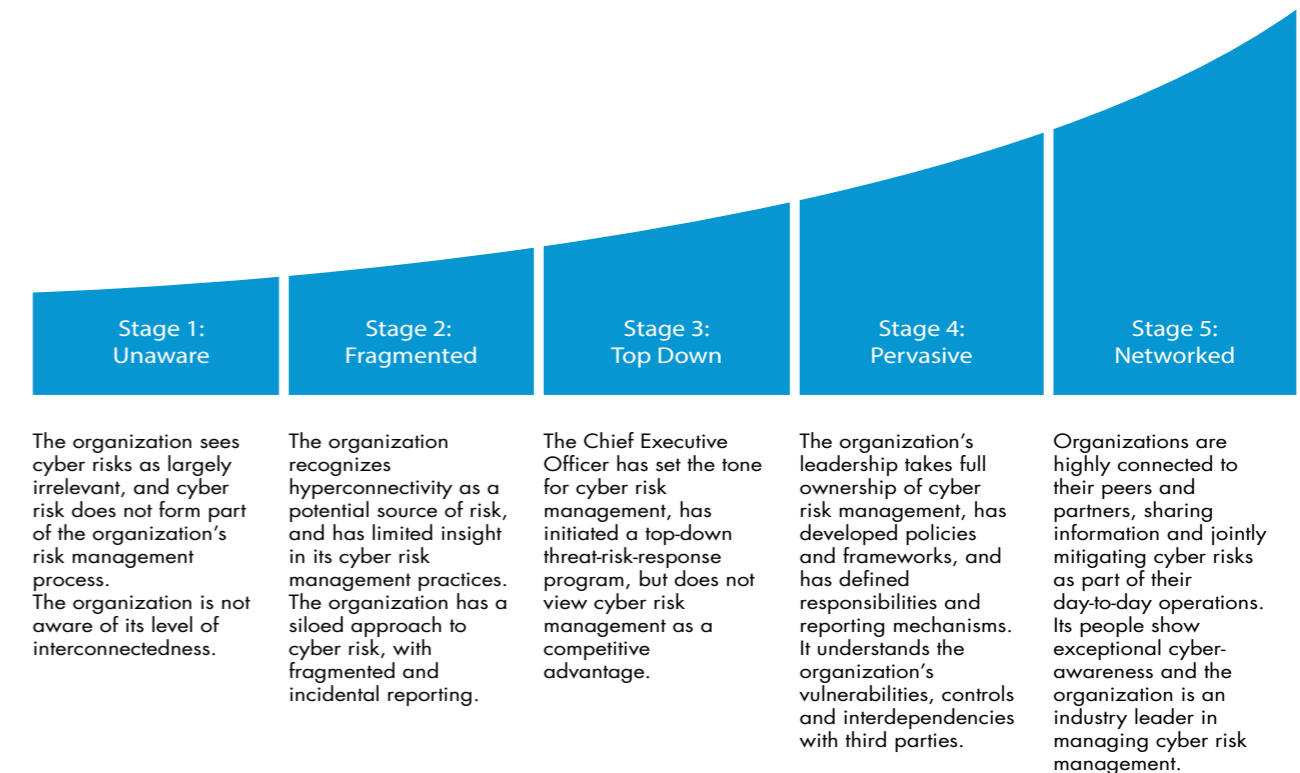 Stage 1:
Unaware
Stage 2:
Fragmented
Stage 3:
Top Down
Stage 4:
Pervasive
Stage 5:
Networked
The organization sees
cyber risks as largely
irrelevant, and cyber
risk does not form part
of the organization’s
risk management
process.
The organization is not
aware of its level of
interconnectedness.
The organization
recognizes
hyperconnectivity as a
potential source of risk,
and has limited insight
in its cyber risk
management practices.
The organization has a
siloed approach to
cyber risk, with
fragmented and
incidental reporting.
The Chief Executive
Officer has set the tone
for cyber risk
management, has
initiated a top-down
threat-risk-response
program, but does not
view cyber risk
management as a
competitive
advantage.
The organization’s
leadership takes full
ownership of cyber
risk management, has
developed policies
and frameworks, and
has defined
responsibilities and
reporting mechanisms.
It understands the
organization’s
vulnerabilities, controls
and interdependencies
with third parties.
Organizations are
highly connected to
their peers and
partners, sharing
information and jointly
mitigating cyber risks
as part of their
day-to-day operations.
Its people show
exceptional cyber-
awareness and the
organization is an
industry leader in
managing cyber risk
management.